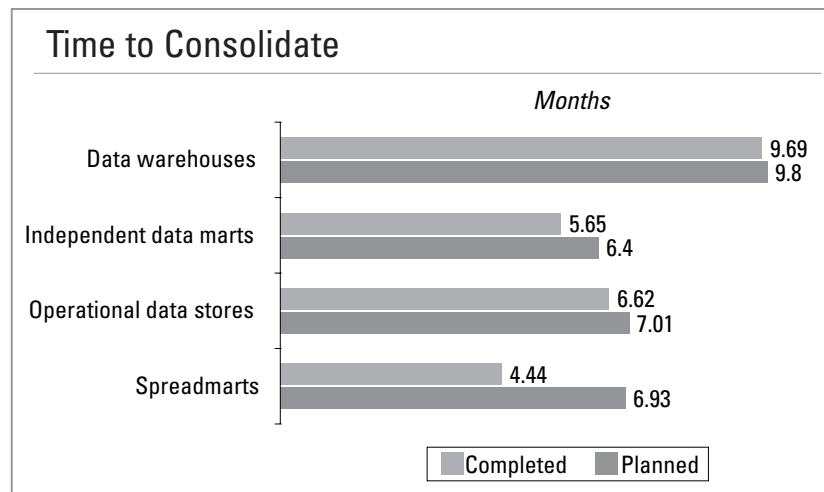 Time to Consolidate
Months
Data warehouses
9.69
9.8
Independent data marts
5.65
6.4
Operational data stores
6.62
7.01
Spreadmarts
4.44
6.93
Completed Planned